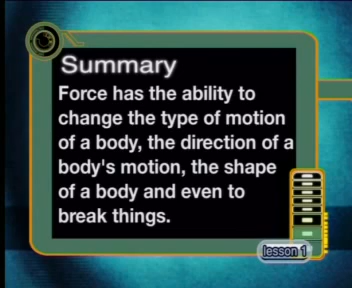 Summary
Force has the ability to
change the type of motion
of a body, the direction of a
body's motion, the shape
of a body and even to
break things.
lesson 1